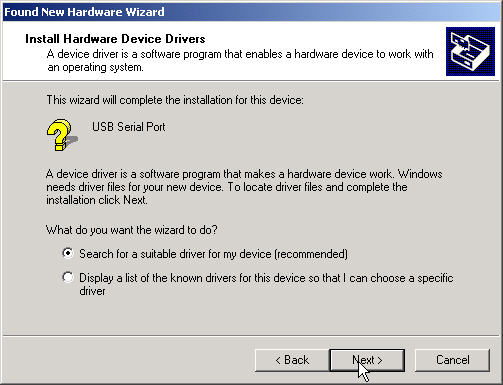 Found New Hardware Wizard
Install Hardware Device Drivers
A device driver is a software program that enables a hardware device to work with
an operating system.
This wizard will complete the installation for this device:
USB Serial Port
A device driver is a software program that makes a hardware device work. Windows
needs driver files for your new device. To locate driver files and complete the
installation click Next.
What do you want the wizard to do?
Search for a suitable driver for my device (recommended)
Display a list of the known drivers for this device so that I can choose a specific
driver
< Back
Next >
Cancel